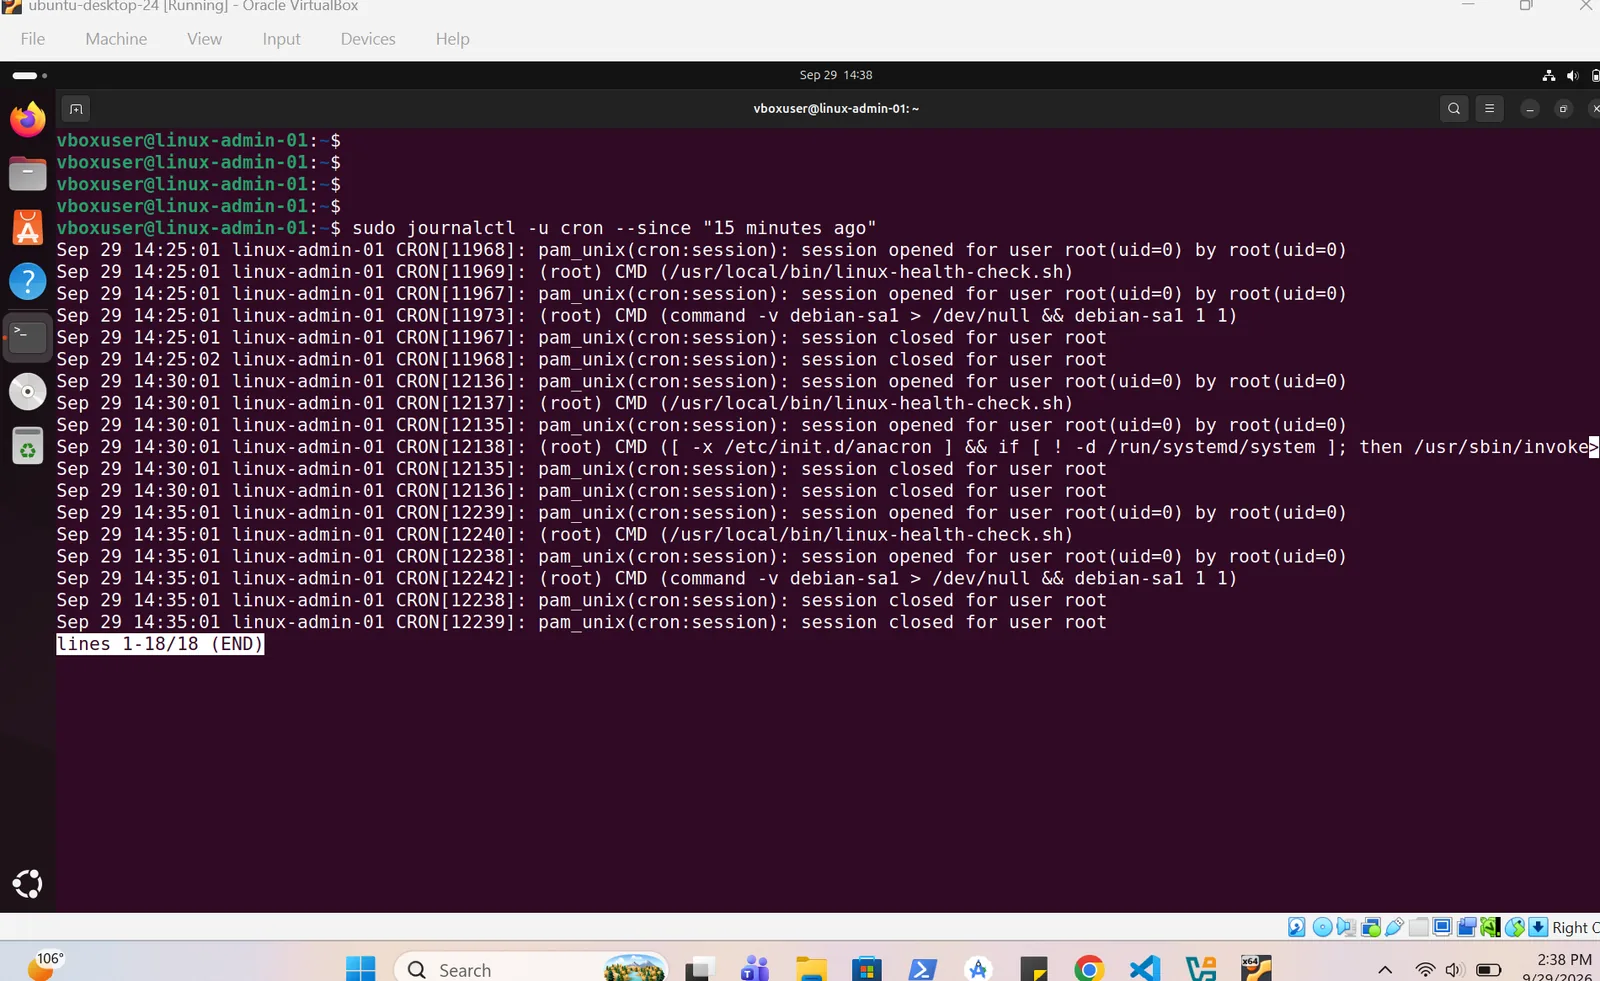 ubuntu-desktop-24 [Running] - Oracle VirtualBox
File Machine View Input Devices Help
Sep 29 14:38
vboxuser@linux-admin-01: ~
vboxuser@linux-admin-01:~$
vboxuser@linux-admin-01:~$
vboxuser@linux-admin-01:~$
vboxuser@linux-admin-01:~$
vboxuser@linux-admin-01:~$ sudo journalctl -u cron --since "15 minutes ago"
Sep 29 14:25:01 linux-admin-01 CRON[11968]: pam_unix(cron:session): session opened for user root(uid=0) by root(uid=0)
Sep 29 14:25:01 linux-admin-01 CRON[11969]: (root) CMD (/usr/local/bin/linux-health-check.sh)
Sep 29 14:25:01 linux-admin-01 CRON[11967]: pam_unix(cron:session): session opened for user root(uid=0) by root(uid=0)
Sep 29 14:25:01 linux-admin-01 CRON[11973]: (root) CMD (command -v debian-sa1 > /dev/null && debian-sa1 1 1)
Sep 29 14:25:01 linux-admin-01 CRON[11967]: pam_unix(cron:session): session closed for user root
Sep 29 14:25:02 linux-admin-01 CRON[11968]: pam_unix(cron:session): session closed for user root
Sep 29 14:30:01 linux-admin-01 CRON[12136]: pam_unix(cron:session): session opened for user root(uid=0) by root(uid=0)
Sep 29 14:30:01 linux-admin-01 CRON[12137]: (root) CMD (/usr/local/bin/linux-health-check.sh)
Sep 29 14:30:01 linux-admin-01 CRON[12135]: pam_unix(cron:session): session opened for user root(uid=0) by root(uid=0)
Sep 29 14:30:01 linux-admin-01 CRON[12138]: (root) CMD ([ -x /etc/init.d/anacron ] && if [ ! -d /run/systemd/system ]; then /usr/sbin/invoke>
Sep 29 14:30:01 linux-admin-01 CRON[12135]: pam_unix(cron:session): session closed for user root
Sep 29 14:30:01 linux-admin-01 CRON[12136]: pam_unix(cron:session): session closed for user root
Sep 29 14:35:01 linux-admin-01 CRON[12239]: pam_unix(cron:session): session opened for user root(uid=0) by root(uid=0)
Sep 29 14:35:01 linux-admin-01 CRON[12240]: (root) CMD (/usr/local/bin/linux-health-check.sh)
Sep 29 14:35:01 linux-admin-01 CRON[12238]: pam_unix(cron:session): session opened for user root(uid=0) by root(uid=0)
Sep 29 14:35:01 linux-admin-01 CRON[12242]: (root) CMD (command -v debian-sa1 > /dev/null && debian-sa1 1 1)
Sep 29 14:35:01 linux-admin-01 CRON[12238]: pam_unix(cron:session): session closed for user root
Sep 29 14:35:01 linux-admin-01 CRON[12239]: pam_unix(cron:session): session closed for user root
lines 1-18/18 (END)
Right C
106°
Search
x64
2:38 PM
9/29/2026